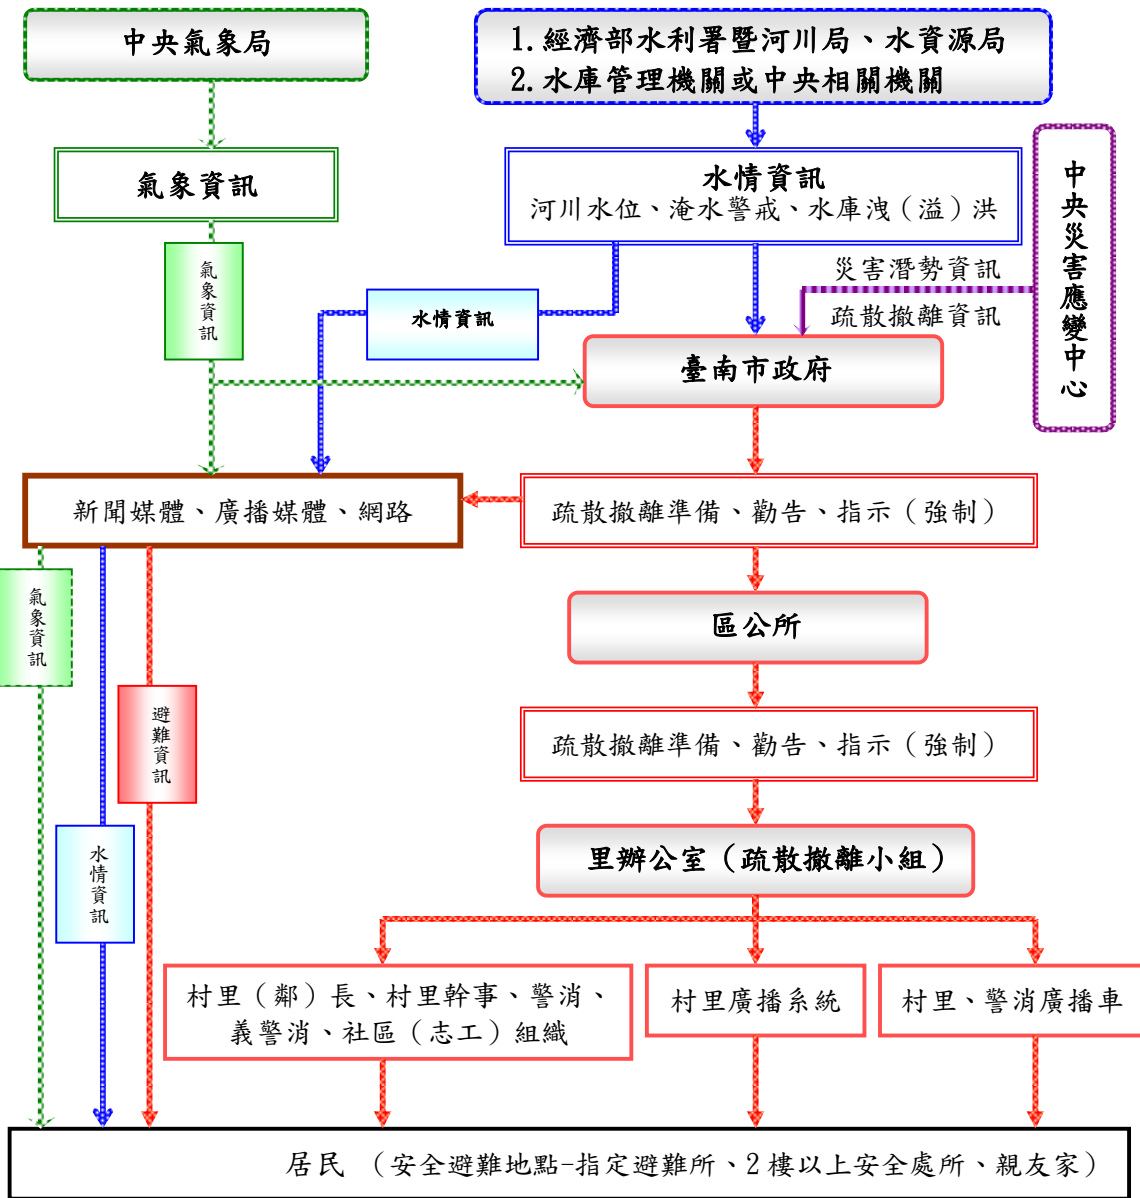 中央氣象局
1.經濟部水利署暨河川局、水資源局
2.水庫管理機關或中央相關機關
氣象資訊
水情資訊
河川水位、淹水警戒、水庫洩(溢)洪
中央災害應變中心
氣象資訊
水情資訊
災害潛勢資訊
疏散撤離資訊
臺南市政府
新聞媒體、廣播媒體、網路
疏散撤離準備、勸告、指示(強制)
氣象資訊
區公所
避難資訊
疏散撤離準備、勸告、指示(強制)
水情資訊
里辦公室(疏散撤離小組)
村里(鄰)長、村里幹事、警消、
義警消、社區(志工)組織
村里廣播系統
村里、警消廣播車
居民 (安全避難地點-指定避難所、2樓以上安全處所、親友家)